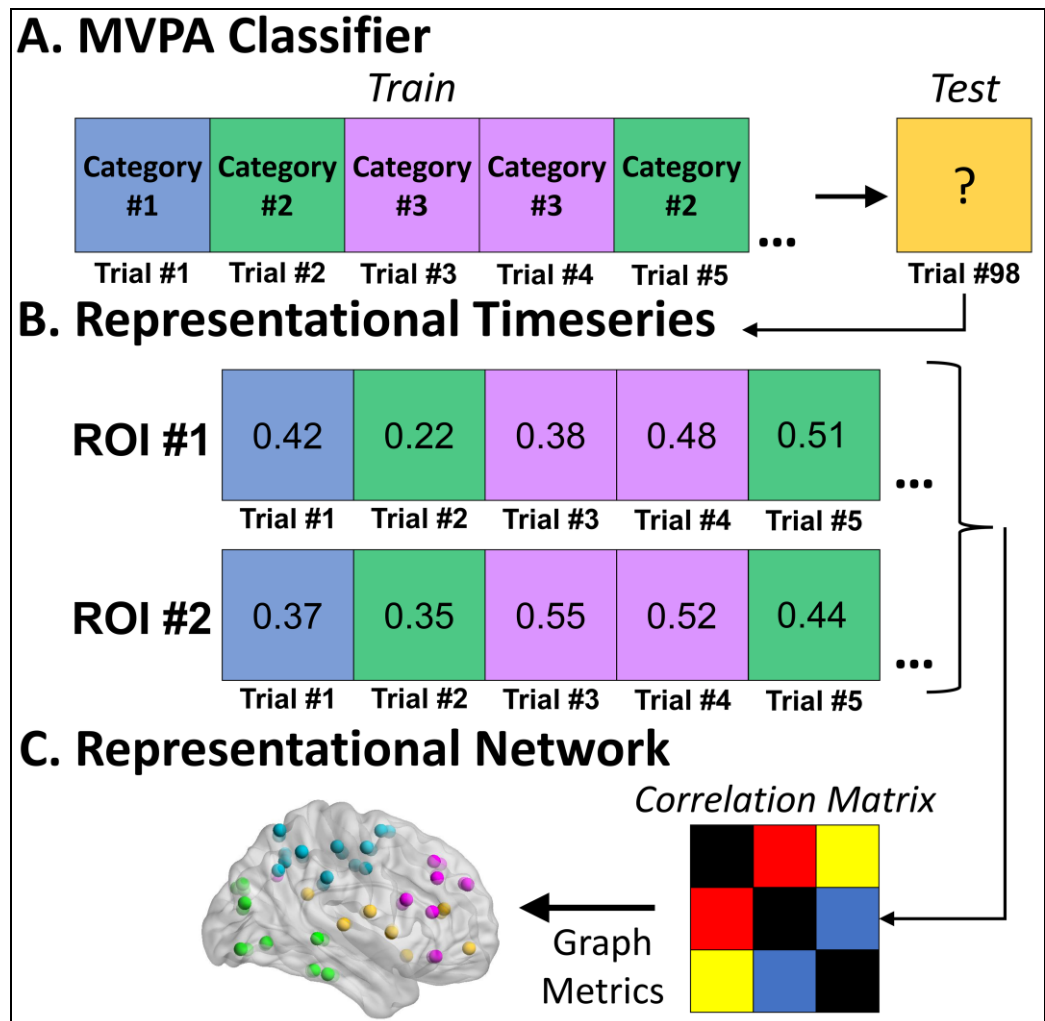 A. MVPA Classifier
Train
Test
Category #1
Category #2
Category #3
Category #3
Category #2
...
?
Trial #1
Trial #2
Trial #3
Trial #4
Trial #5
Trial #98
B. Representational Timeseries
ROI #1
0.42
0.22
0.38
0.48
0.51
...
Trial #1
Trial #2
Trial #3
Trial #4
Trial #5
ROI #2
0.37
0.35
0.55
0.52
0.44
...
Trial #1
Trial #2
Trial #3
Trial #4
Trial #5
C. Representational Network
Correlation Matrix
Graph
Metrics